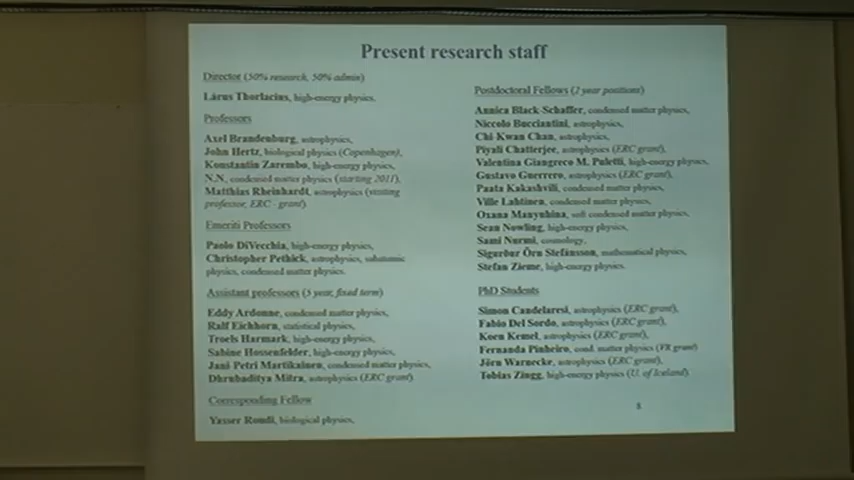 Present research staff
Director (50% research, 50% admin)
Lárus Thorlacius, high-energy physics,
Professors
Axel Brandenburg, astrophysics,
John Hertz, biological physics (Copenhagen),
Konstantin Zarembo, high-energy physics,
N.N, condensed matter physics (starting 2011),
Matthias Rheinhardt, astrophysics (visiting
professor, ERC - grant).
Emeriti Professors
Paolo DiVecchia, high-energy physics,
Christopher Pethick, astrophysics, subatomic
physics, condensed matter physics.
Assistant professors (3 year, fixed term)
Eddy Ardonne, condensed matter physics,
Ralf Eichhorn, statistical physics,
Troels Harmark, high-energy physics,
Sabine Hossenfelder, high-energy physics,
Jani-Petri Martikainen, condensed matter physics,
Dhrubaditya Mitra, astrophysics (ERC grant).
Corresponding Fellow
Yasser Roudi, biological physics,
Postdoctoral Fellows (2 year positions)
Annica Black-Schaffer, condensed matter physics,
Niccolo Bucciantini, astrophysics,
Chi-Kwan Chan, astrophysics,
Piyali Chatterjee, astrophysics (ERC grant)
Valentina Giangreco M. Puletti, high-energy physics,
Gustavo Guerrero, astrophysics (ERC grant)
Paata Kakashvili, condensed matter physics,
Ville Lahtinen, condensed matter physics,
Oxana Manyuhina, soft condensed matter physics,
Sean Nowling, high-energy physics,
Sami Nurmi, cosmology,
Sigurður Örn Stefánsson, mathematical physics,
Stefan Zieme, high-energy physics.
PhD Students
Simon Candelaresi, astrophysics (ERC grant),
Fabio Del Sordo, astrophysics (ERC grant),
Koen Kemel, astrophysics (ERC grant),
Fernanda Pinheiro, cond. matter physics (VR grant)
Jörn Warnecke, astrophysics (ERC grant)
Tobias Zingg, high-energy physics (U. of Iceland).
8